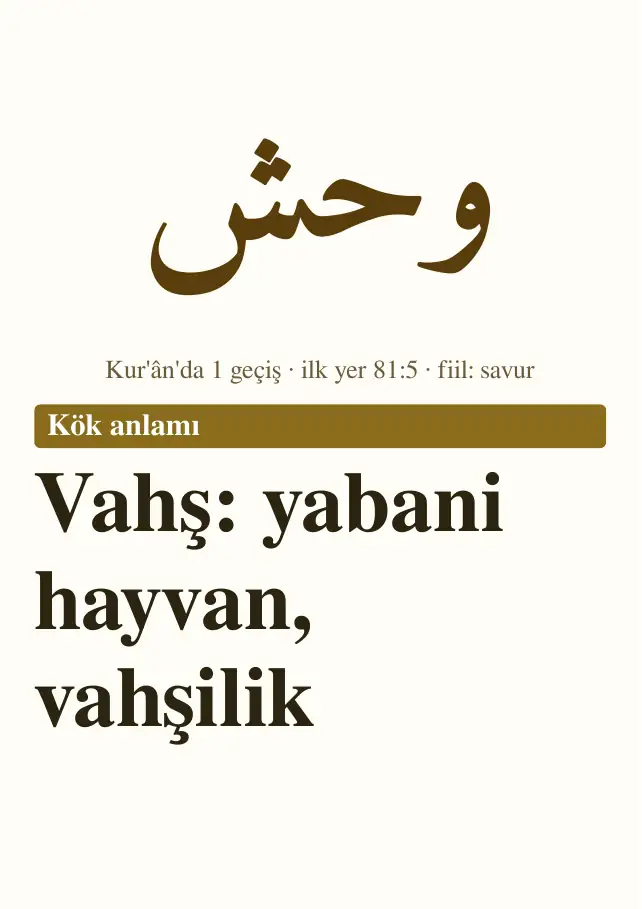 وحش
Kur'ân'da 1 geçiş · ilk yer 81:5 · fiil: savur
Kök anlamı
Vahş: yabani
hayvan,
vahşilik